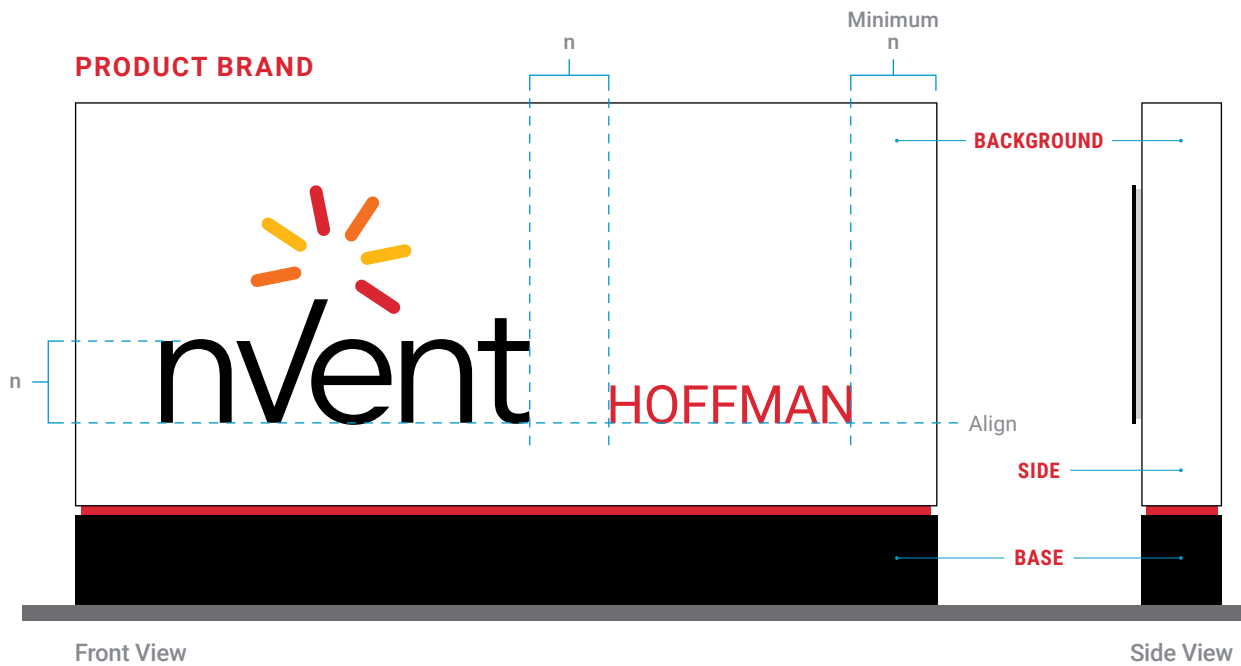 Minimum
n
n
PRODUCT BRAND
BACKGROUND
nvent
n
HOFFMAN
Align
SIDE
BASE
Front View
Side View